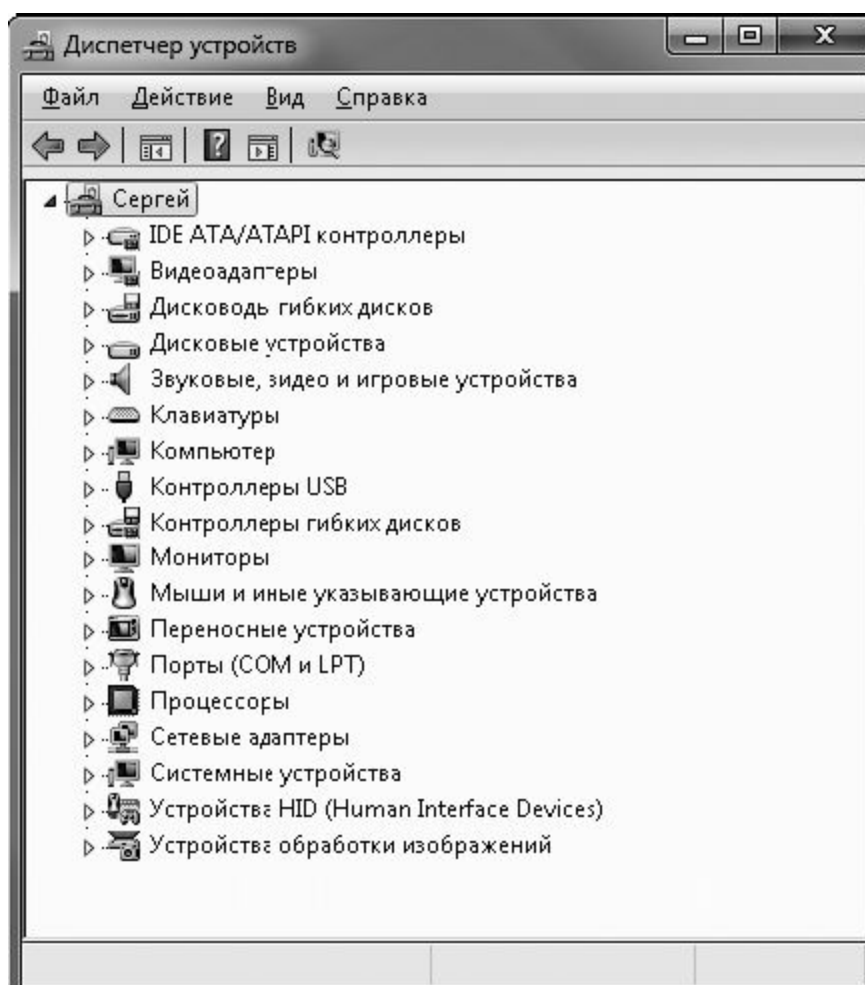 Диспетчер устройств
Файл Действие Вид Справка
Сергей
IDE ATA/ATAPI контроллеры
Видеоадаптеры
Дисководы гибких дисков
Дисковые устройства
Звуковые, видео и игровые устройства
Клавиатуры
Компьютер
Контроллеры USB
Контроллеры гибких дисков
Мониторы
Мыши и иные указывающие устройства
Переносные устройства
Порты (COM и LPT)
Процессоры
Сетевые адаптеры
Системные устройства
Устройства HID (Human Interface Devices)
Устройства обработки изображений